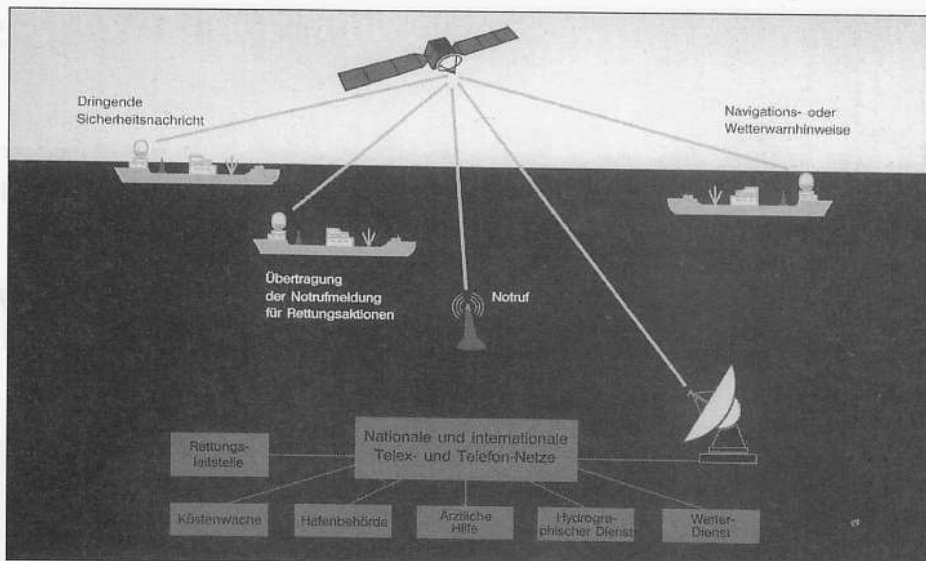 Dringende
Sicherheitsnachricht
Navigations- oder
Wetterwarnhinweise
Übertragung
der Notrufmeldung
für Rettungsaktionen
Notruf
Nationale und internationale
Telex- und Telefon-Netze
Rettungs-
leitstelle
Küstenwache
Hafenbehörde
Ärztliche
Hilfe
Hydrogra-
phischer Dienst
Wetter-
Dienst